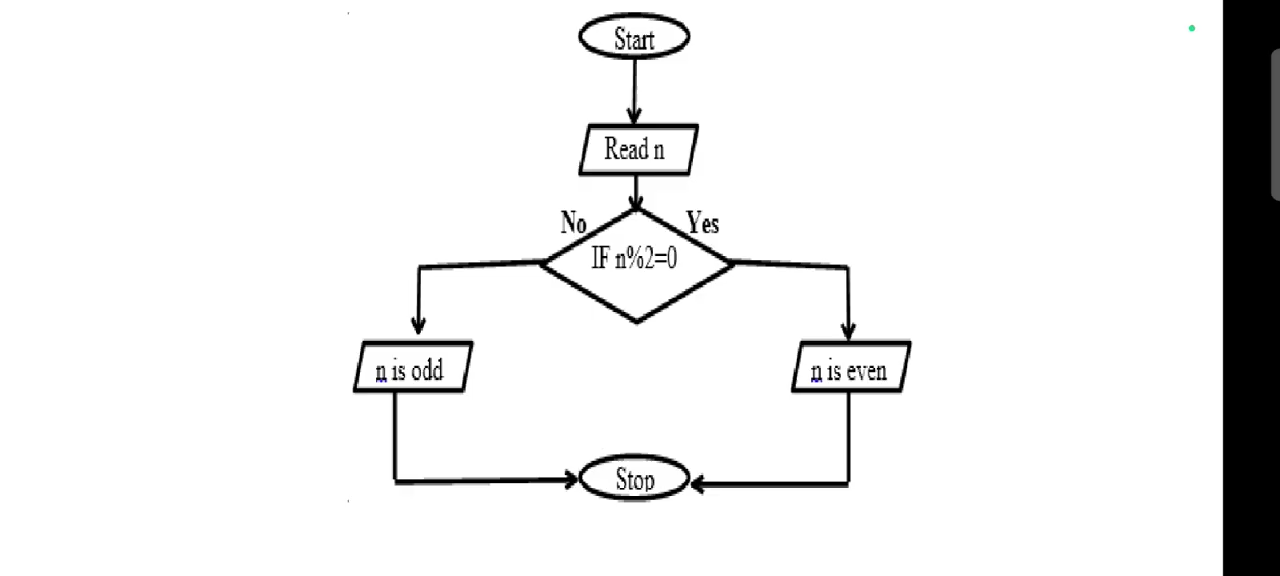 Start
Read n
No
Yes
IF n%2=0
n is odd
n is even
Stop